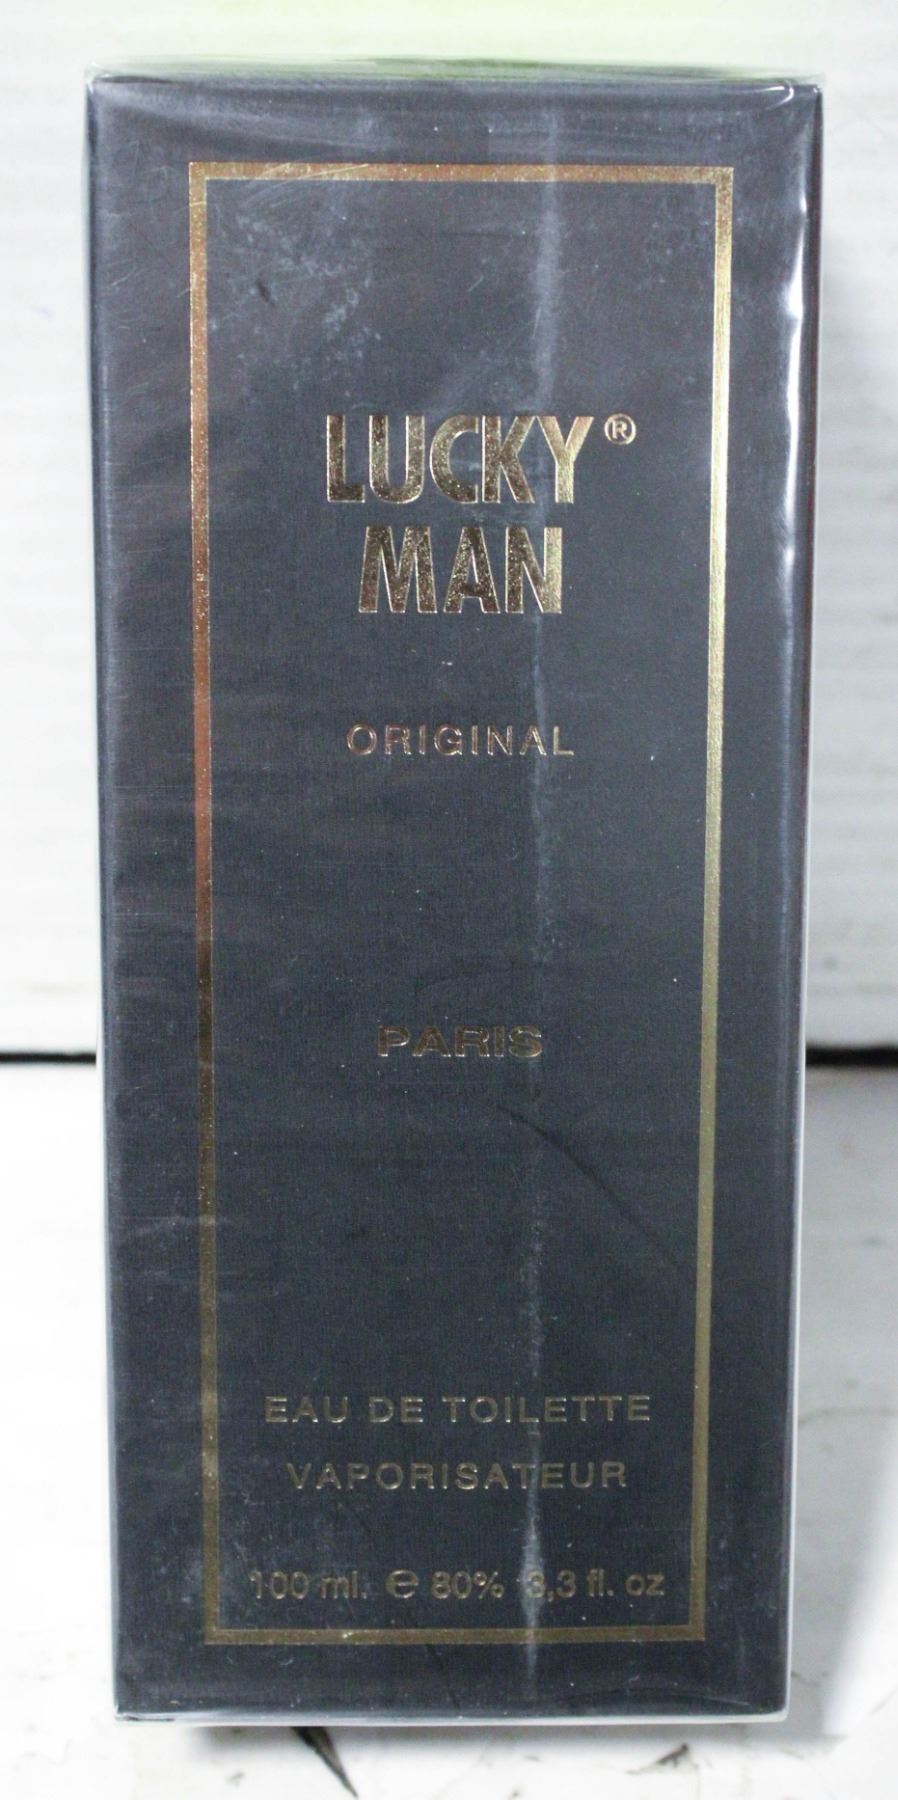 LUCKY®
MAN
ORIGINAL
PARIS
EAU DE TOILETTE
VAPORISATEUR
100 ml. ℮ 80% 3,3 fl. oz